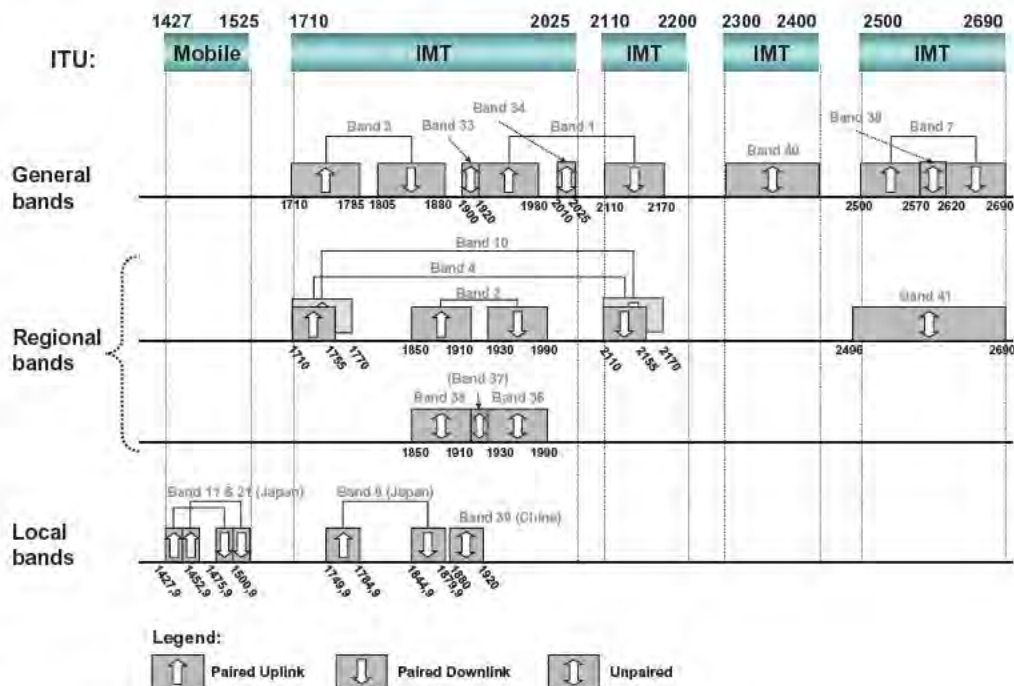 1427 1525 1710 2025 2110 2200 2300 2400 2500 2690
ITU: Mobile IMT IMT IMT IMT
Band 34
Band 3 Band 33 Band 1 Band 38 Band 7
Band 40
General
bands
1710 1785 1805 1880 1900 1920 1980 2010 2025 2110 2170 2500 2570 2620 2690
Band 10
Band 4
Band 2 Band 41
Regional
bands
1710 1755 1770 1850 1910 1930 1990 2110 2155 2170 2496 2690
(Band 37)
Band 36
1850 1910 1930 1990
Band 11 & 21 (Japan) (Japan)
Band 39 (China)
Local
bands
1427,9 1452,9 1475,9 1500,9 1749,9 1784,9 1844,9 1879,9 1880 1920
Legend:
Paired Uplink Paired Downlink Unpaired